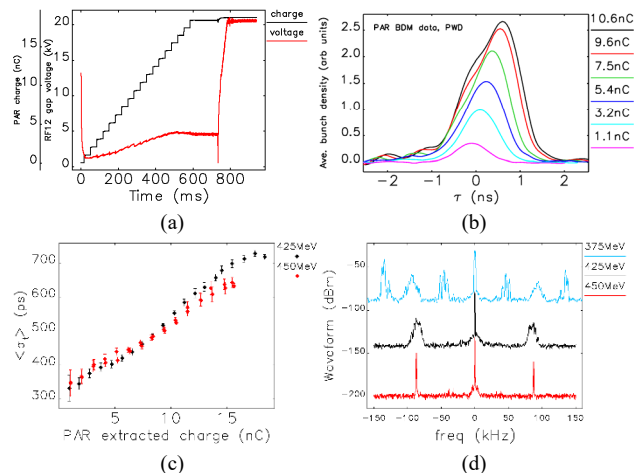 charge
voltage
PAR charge (nC)
RF12 gap voltage (kV)
0 5 10 15
0 5 10 15 20
0 200 400 600 800
Time (ms)
(a)
PAR BDM data, PWD
10.6nC
9.6nC
7.5nC
5.4nC
3.2nC
1.1nC
Ave. bunch density (arb units)
0.0 0.5 1.0 1.5 2.0 2.5
−2 −1 0 1 2
τ (ns)
(b)
425MeV
450MeV
<σt> (ps)
300 400 500 600 700
5 10 15
PAR extracted charge (nC)
(c)
375MeV
425MeV
450MeV
Waveform (dBm)
−200 −150 −100 −50
−150 −100 −50 0 50 100 150
freq (kHz)
(d)